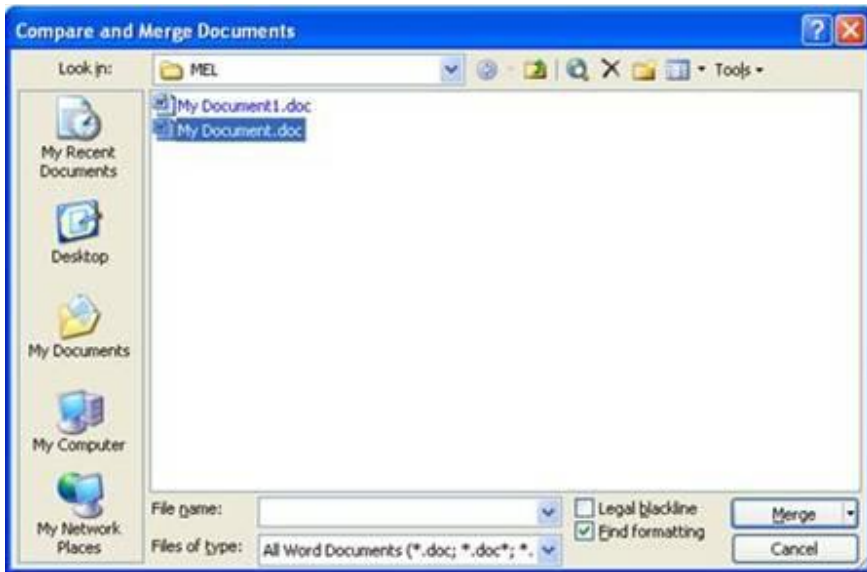 Compare and Merge Documents
Look in:
MEL
Tools
My Document1.doc
My Document.doc
My Recent
Documents
Desktop
My Documents
My Computer
My Network
Places
File name:
Files of type:
All Word Documents (*.doc; *.doc*; *.
Legal blackline
Find formatting
Merge
Cancel